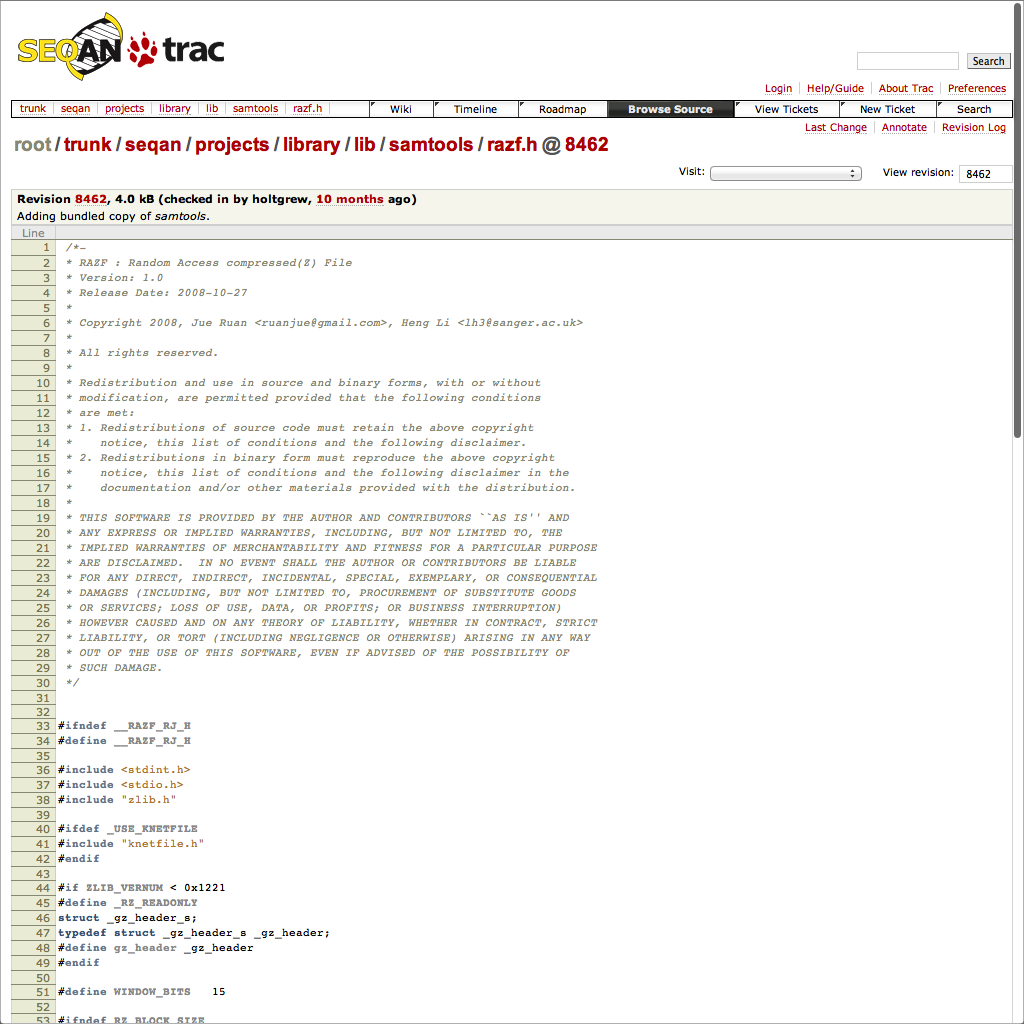 SEQAN trac
Search
Login Help/Guide About Trac Preferences
trunk seqan projects library lib samtools razf.h Wiki Timeline Roadmap Browse Source View Tickets New Ticket Search
Last Change Annotate Revision Log
root / trunk / seqan / projects / library / lib / samtools / razf.h @ 8462
Visit: View revision: 8462
Revision 8462, 4.0 kB (checked in by holtgrew, 10 months ago)
Adding bundled copy of samtools.
Line
1 /*-
2 * RAZF : Random Access compressed(Z) File
3 * Version: 1.0
4 * Release Date: 2008-10-27
5 *
6 * Copyright 2008, Jue Ruan <ruanjue@gmail.com>, Heng Li <lh3@sanger.ac.uk>
7 *
8 * All rights reserved.
9 *
10 * Redistribution and use in source and binary forms, with or without
11 * modification, are permitted provided that the following conditions
12 * are met:
13 * 1. Redistributions of source code must retain the above copyright
14 *    notice, this list of conditions and the following disclaimer.
15 * 2. Redistributions in binary form must reproduce the above copyright
16 *    notice, this list of conditions and the following disclaimer in the
17 *    documentation and/or other materials provided with the distribution.
18 *
19 * THIS SOFTWARE IS PROVIDED BY THE AUTHOR AND CONTRIBUTORS ``AS IS'' AND
20 * ANY EXPRESS OR IMPLIED WARRANTIES, INCLUDING, BUT NOT LIMITED TO, THE
21 * IMPLIED WARRANTIES OF MERCHANTABILITY AND FITNESS FOR A PARTICULAR PURPOSE
22 * ARE DISCLAIMED.  IN NO EVENT SHALL THE AUTHOR OR CONTRIBUTORS BE LIABLE
23 * FOR ANY DIRECT, INDIRECT, INCIDENTAL, SPECIAL, EXEMPLARY, OR CONSEQUENTIAL
24 * DAMAGES (INCLUDING, BUT NOT LIMITED TO, PROCUREMENT OF SUBSTITUTE GOODS
25 * OR SERVICES; LOSS OF USE, DATA, OR PROFITS; OR BUSINESS INTERRUPTION)
26 * HOWEVER CAUSED AND ON ANY THEORY OF LIABILITY, WHETHER IN CONTRACT, STRICT
27 * LIABILITY, OR TORT (INCLUDING NEGLIGENCE OR OTHERWISE) ARISING IN ANY WAY
28 * OUT OF THE USE OF THIS SOFTWARE, EVEN IF ADVISED OF THE POSSIBILITY OF
29 * SUCH DAMAGE.
30 */
31
32
33 #ifndef __RAZF_RJ_H
34 #define __RAZF_RJ_H
35
36 #include <stdint.h>
37 #include <stdio.h>
38 #include "zlib.h"
39
40 #ifdef _USE_KNETFILE
41 #include "knetfile.h"
42 #endif
43
44 #if ZLIB_VERNUM < 0x1221
45 #define _RZ_READONLY
46 struct _gz_header_s;
47 typedef struct _gz_header_s _gz_header;
48 #define gz_header _gz_header
49 #endif
50
51 #define WINDOW_BITS   15
52
53 #ifndef RZ_BLOCK_SIZE